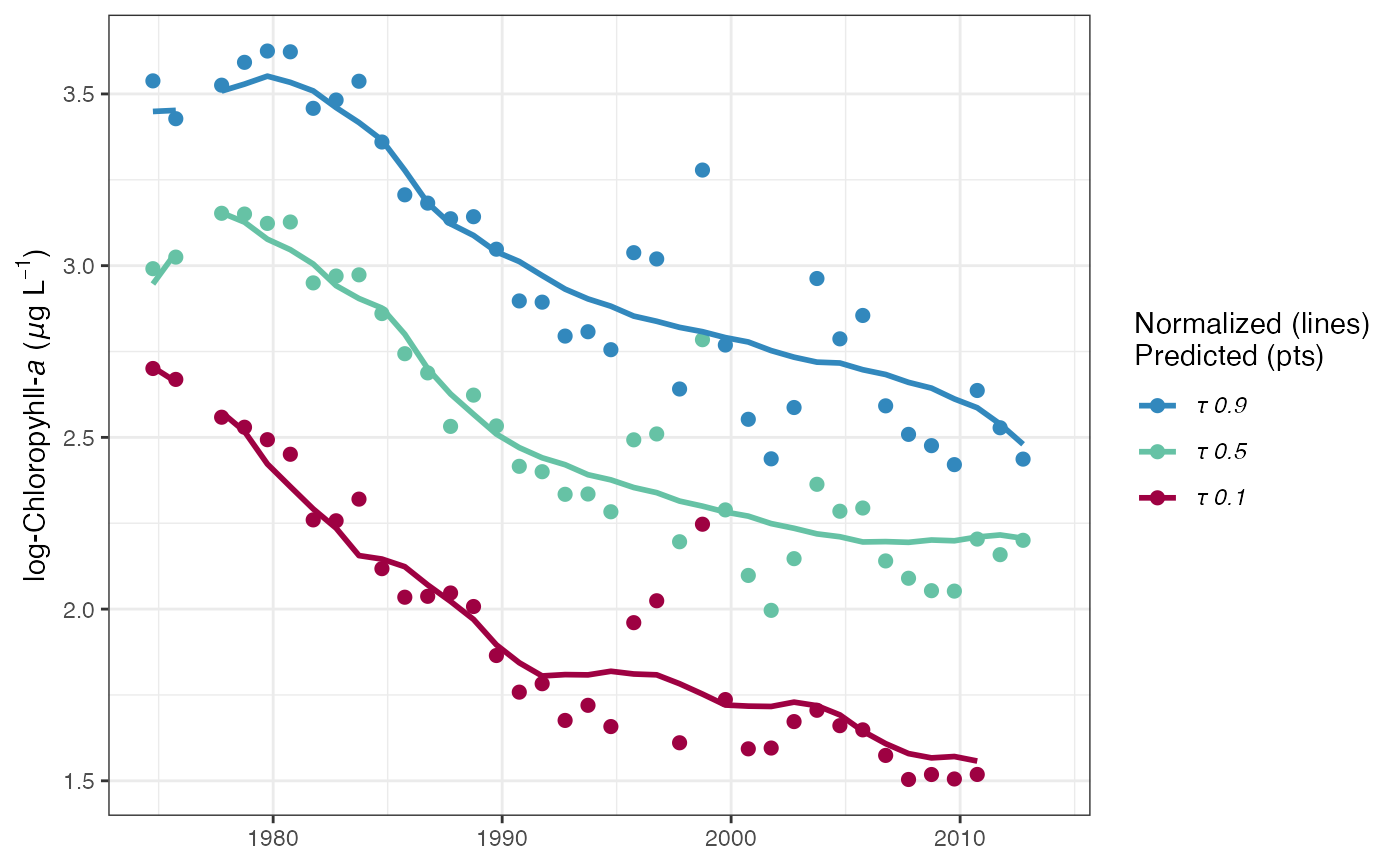 3.5
3.0
2.5
2.0
1.5
1980
1990
2000
2010
log-Chloropyhll-a (μg L⁻¹)
Normalized (lines)
Predicted (pts)
τ 0.9
τ 0.5
τ 0.1